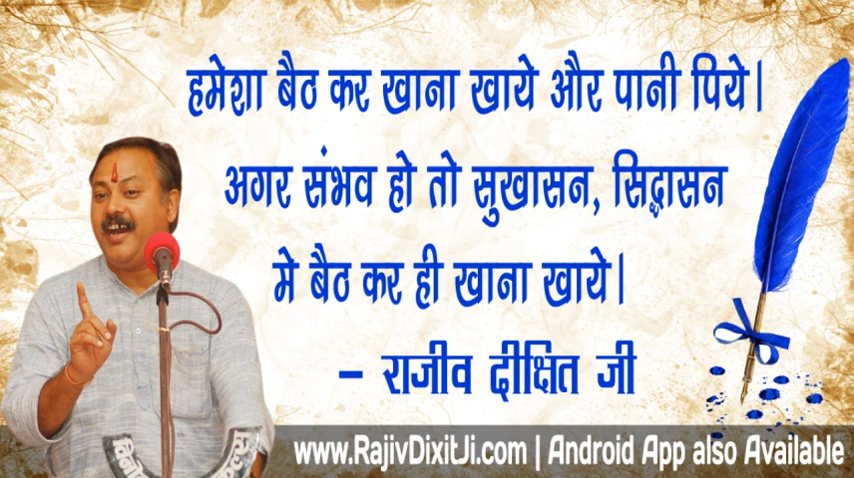 हमेशा बैठ कर खाना खाये और पानी पिये।
अगर संभव हो तो सुखासन, सिद्धासन
मे बैठ कर ही खाना खाये।
– राजीव दीक्षित जी
www.RajivDixitJi.com | Android App also Available